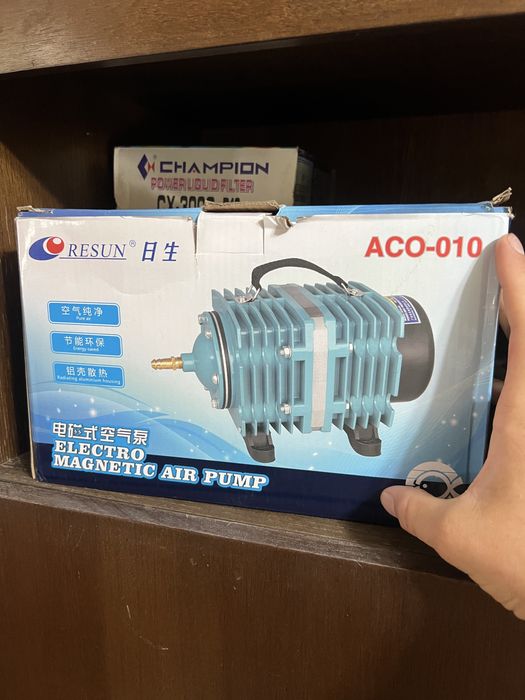 CHAMPION
POWER LIQUID FILTER
RESUN® 日生
ACO-010
空气纯净
Pure air
节能环保
Energy saved
铝壳散热
Radiating aluminium housing
电磁式空气泵
ELECTRO
MAGNETIC AIR PUMP